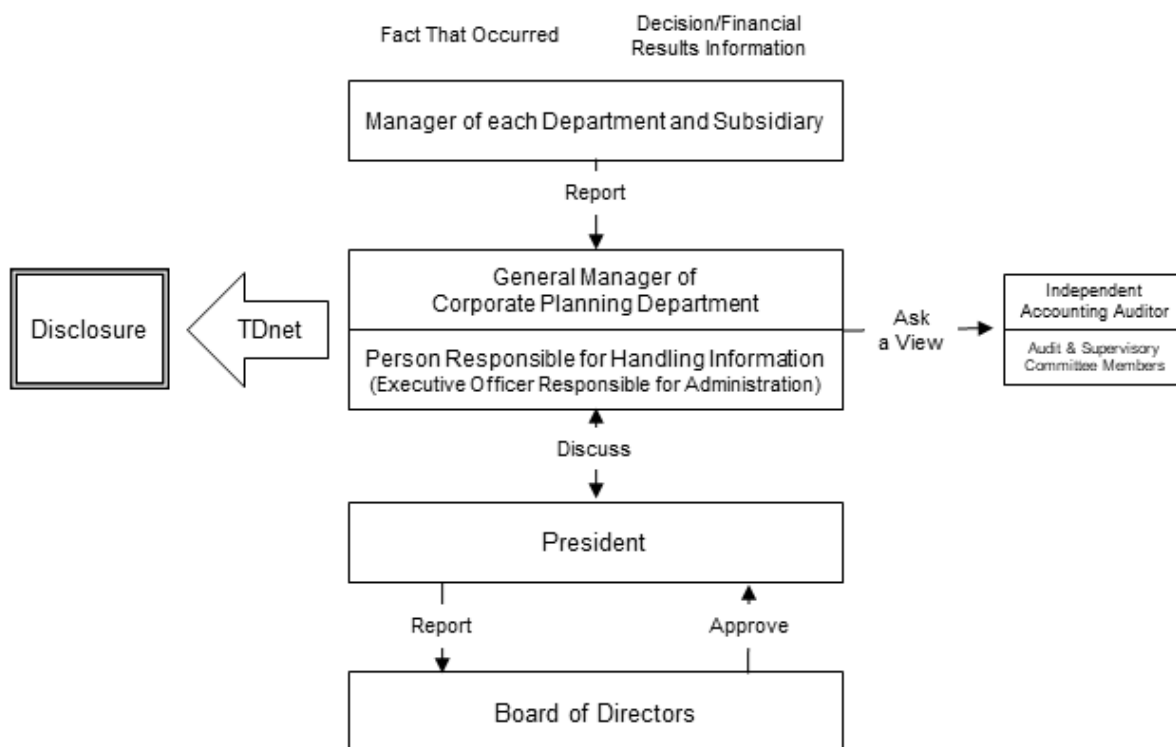 Fact That Occurred
Decision/Financial
Results Information
Manager of each Department and Subsidiary
Report
General Manager of
Corporate Planning Department
Person Responsible for Handling Information
(Executive Officer Responsible for Administration)
TDnet
Disclosure
Ask
a View
Independent
Accounting Auditor
Audit & Supervisory
Committee Members
Discuss
President
Report
Approve
Board of Directors